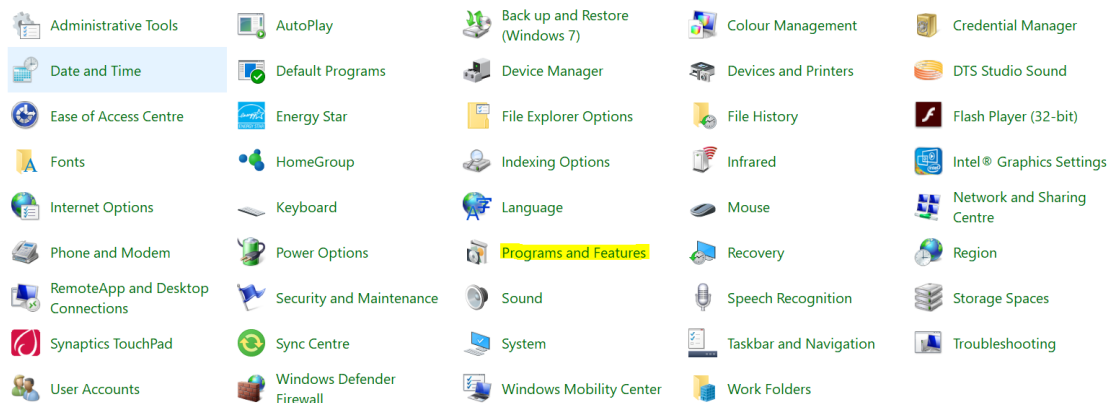 Administrative Tools
AutoPlay
Back up and Restore
(Windows 7)
Colour Management
Credential Manager
Date and Time
Default Programs
Device Manager
Devices and Printers
DTS Studio Sound
Ease of Access Centre
Energy Star
File Explorer Options
File History
Flash Player (32-bit)
Fonts
HomeGroup
Indexing Options
Infrared
Intel® Graphics Settings
Internet Options
Keyboard
Language
Mouse
Network and Sharing
Centre
Phone and Modem
Power Options
Programs and Features
Recovery
Region
RemoteApp and Desktop
Connections
Security and Maintenance
Sound
Speech Recognition
Storage Spaces
Synaptics TouchPad
Sync Centre
System
Taskbar and Navigation
Troubleshooting
User Accounts
Windows Defender
Firewall
Windows Mobility Center
Work Folders